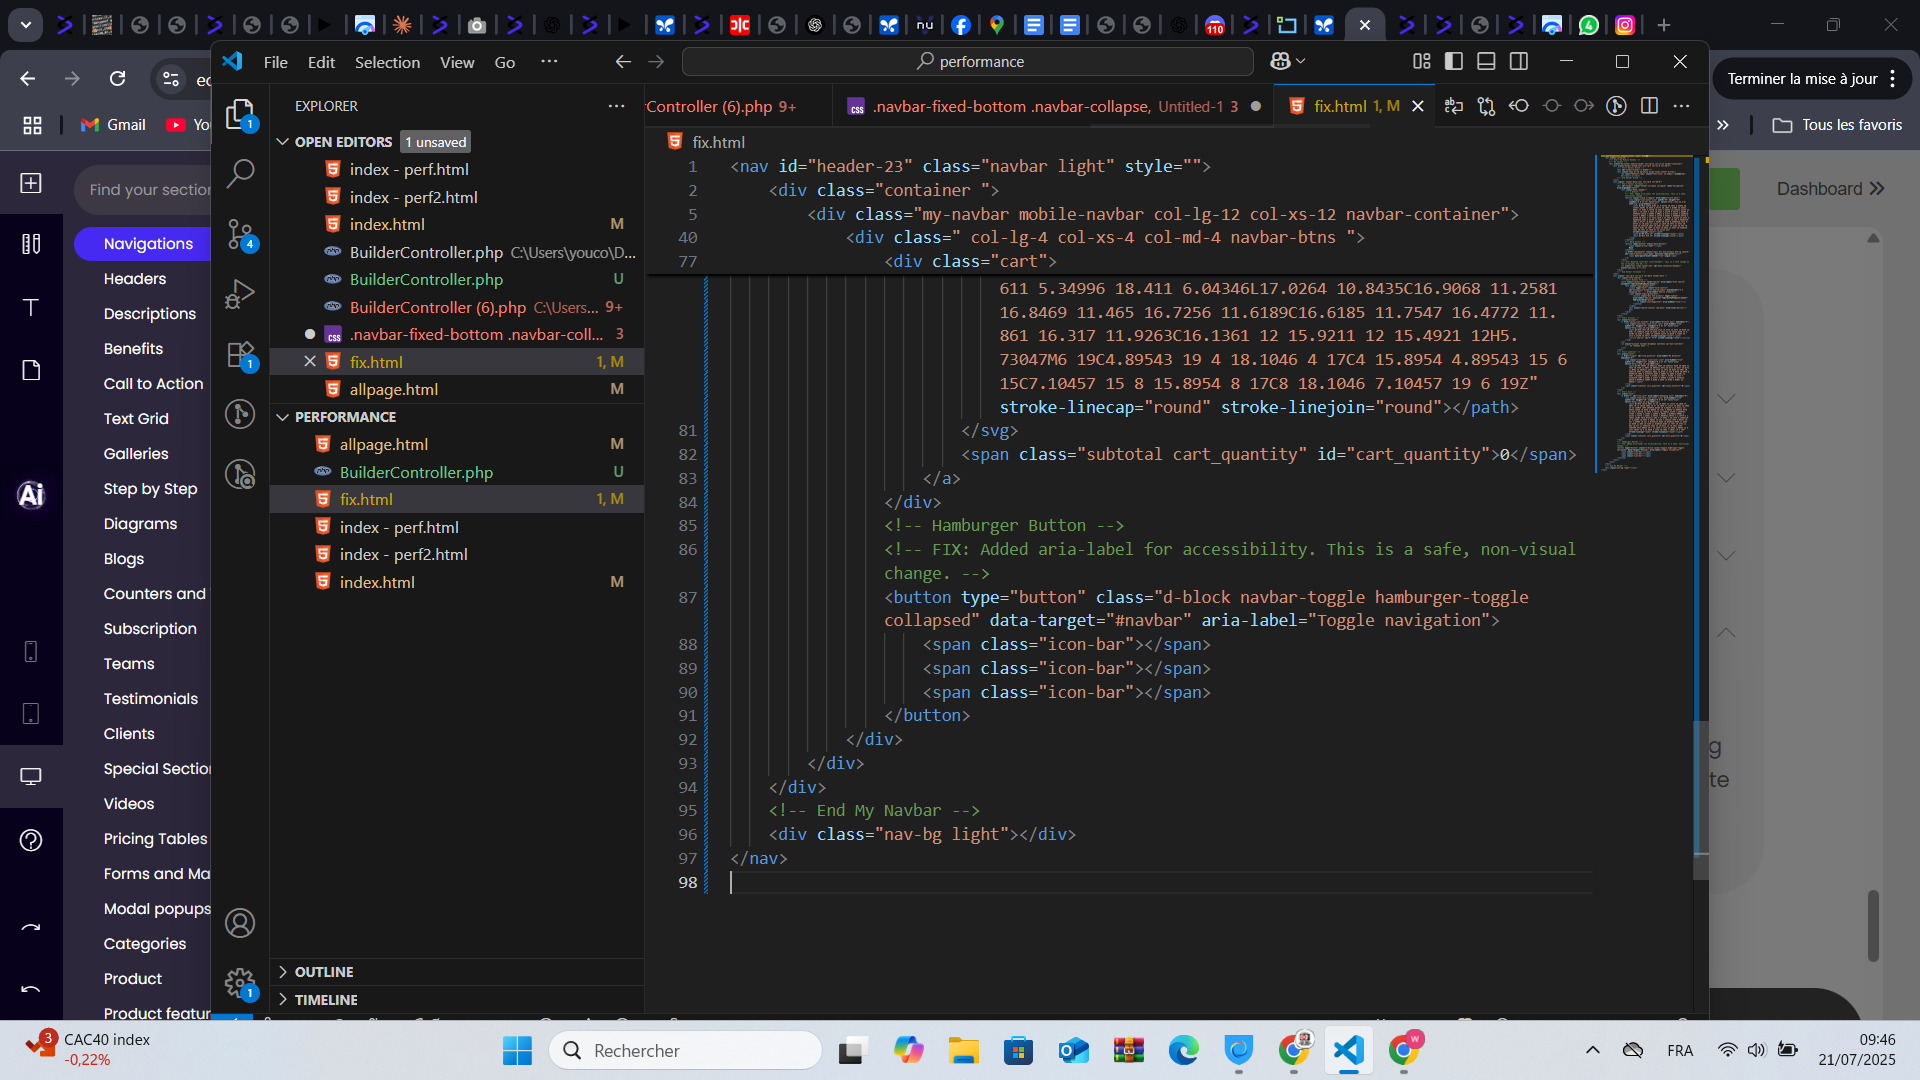 110
File
Edit
Selection
View
Go
performance
Terminer la mise à jour
Gmail
Tous les favoris
EXPLORER
Controller (6).php 9+
.navbar-fixed-bottom .navbar-collapse, Untitled-1 3
fix.html 1, M
OPEN EDITORS 1 unsaved
fix.html
index - perf.html
index - perf2.html
index.html M
BuilderController.php C:\Users\youco\D...
BuilderController.php U
BuilderController (6).php C:\Users... 9+
.navbar-fixed-bottom .navbar-coll... 3
fix.html 1, M
allpage.html M
PERFORMANCE
allpage.html M
BuilderController.php U
fix.html 1, M
index - perf.html
index - perf2.html
index.html M
OUTLINE
TIMELINE
1 <nav id="header-23" class="navbar light" style="">
2 <div class="container ">
5 <div class="my-navbar mobile-navbar col-lg-12 col-xs-12 navbar-container">
40 <div class=" col-lg-4 col-xs-4 col-md-4 navbar-btns ">
77 <div class="cart">
611 5.34996 18.411 6.04346L17.0264 10.8435C16.9068 11.2581
16.8469 11.465 16.7256 11.6189C16.6185 11.7547 16.4772 11.
861 16.317 11.9263C16.1361 12 15.9211 12 15.4921 12H5.
73047M6 19C4.89543 19 4 18.1046 4 17C4 15.8954 4.89543 15 6
15C7.10457 15 8 15.8954 8 17C8 18.1046 7.10457 19 6 19Z"
stroke-linecap="round" stroke-linejoin="round"></path>
81 </svg>
82 <span class="subtotal cart_quantity" id="cart_quantity">0</span>
83 </a>
84 </div>
85 <!-- Hamburger Button -->
86 <!-- FIX: Added aria-label for accessibility. This is a safe, non-visual
change. -->
87 <button type="button" class="d-block navbar-toggle hamburger-toggle
collapsed" data-target="#navbar" aria-label="Toggle navigation">
88 <span class="icon-bar"></span>
89 <span class="icon-bar"></span>
90 <span class="icon-bar"></span>
91 </button>
92 </div>
93 </div>
94 </div>
95 <!-- End My Navbar -->
96 <div class="nav-bg light"></div>
97 </nav>
98
Find your section
Navigations
Headers
Descriptions
Benefits
Call to Action
Text Grid
Galleries
Step by Step
Diagrams
Blogs
Counters and
Subscription
Teams
Testimonials
Clients
Special Section
Videos
Pricing Tables
Forms and Ma
Modal popups
Categories
Product
Product featur
Ai
Dashboard
CAC40 index
-0,22%
3
Rechercher
FRA
09:46
21/07/2025